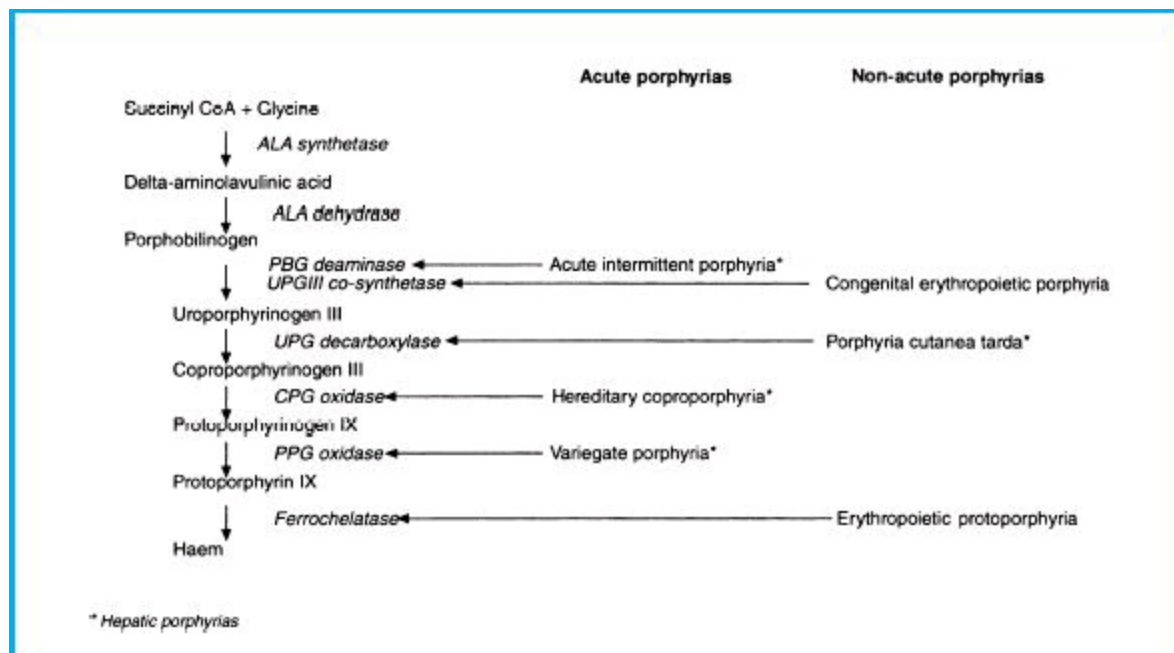 Acute porphyrias Non-acute porphyrias
Succinyl CoA + Glycine
ALA synthetase
Delta-aminolavulinic acid
ALA dehydrase
Porphobilinogen
PBG deaminase Acute intermittent porphyria*
UPGIII co-synthetase Congenital erythropoietic porphyria
Uroporphyrinogen III
UPG decarboxylase Porphyria cutanea tarda*
Coproporphyrinogen III
CPG oxidase Hereditary coproporphyria*
Protoporphyrinogen IX
PPG oxidase Variegate porphyria*
Protoporphyrin IX
Ferrochelatase Erythropoietic protoporphyria
Haem
* Hepatic porphyrias